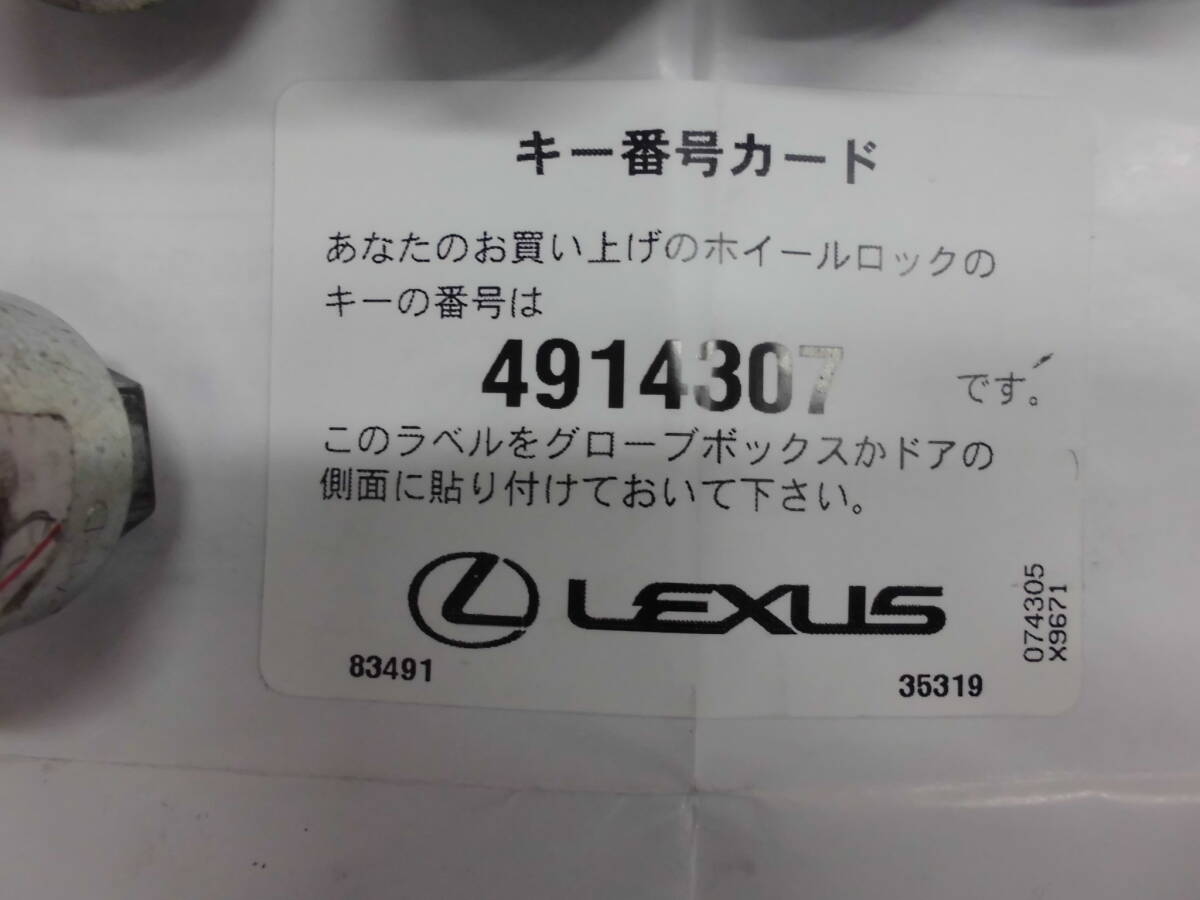 キー番号カード
あなたのお買い上げのホイールロックの
キーの番号は
4914307 です。
このラベルをグローブボックスかドアの
側面に貼り付けておいて下さい。
LEXUS
83491
35319
074305
X9671